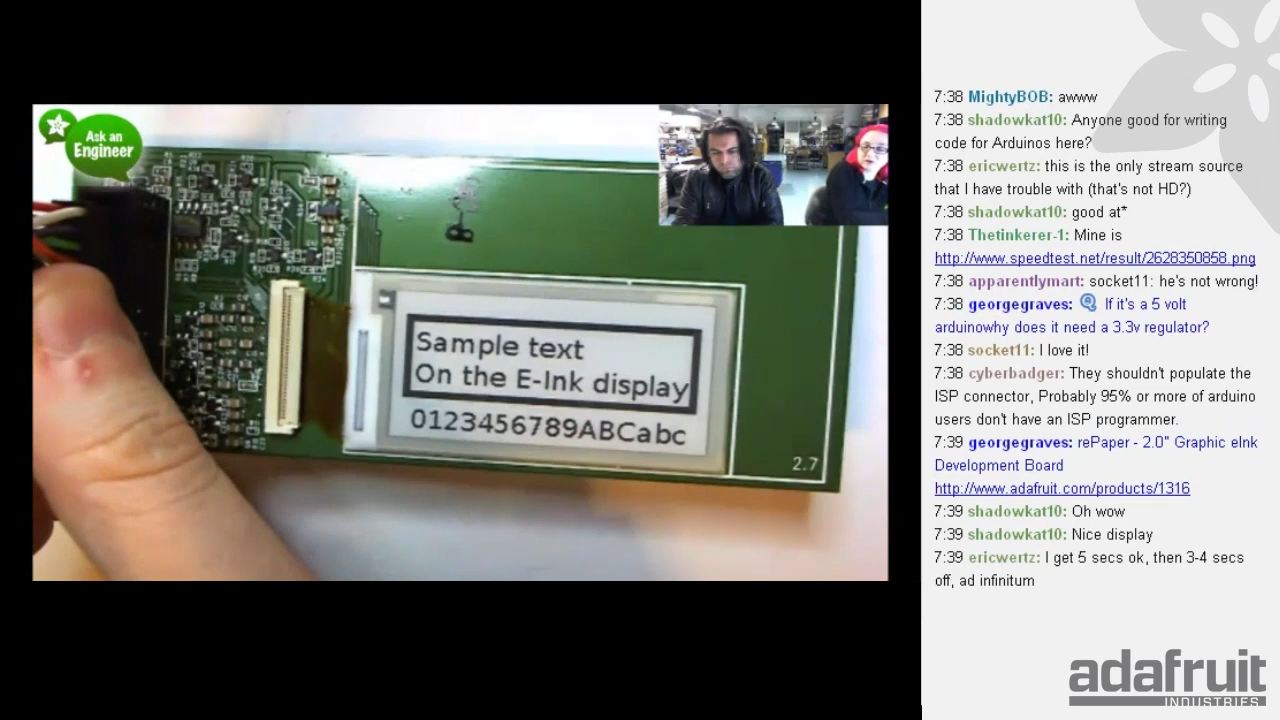 Ask an
Engineer
Sample text
On the E-Ink display
0123456789ABCabc
2.7
7:38 MightyBOB: awww
7:38 shadowkat10: Anyone good for writing
code for Arduinos here?
7:38 ericwertz: this is the only stream source
that I have trouble with (that's not HD?)
7:38 shadowkat10: good at*
7:38 Thetinkerer-1: Mine is
http://www.speedtest.net/result/2628350858.png
7:38 apparentlymart: socket11: he's not wrong!
7:38 georgegraves: If it's a 5 volt
arduinowhy does it need a 3.3v regulator?
7:38 socket11: I love it!
7:38 cyberbadger: They shouldn't populate the
ISP connector, Probably 95% or more of arduino
users don't have an ISP programmer.
7:39 georgegraves: rePaper - 2.0" Graphic eInk
Development Board
http://www.adafruit.com/products/1316
7:39 shadowkat10: Oh wow
7:39 shadowkat10: Nice display
7:39 ericwertz: I get 5 secs ok, then 3-4 secs
off, ad infinitum
adafruit
INDUSTRIES